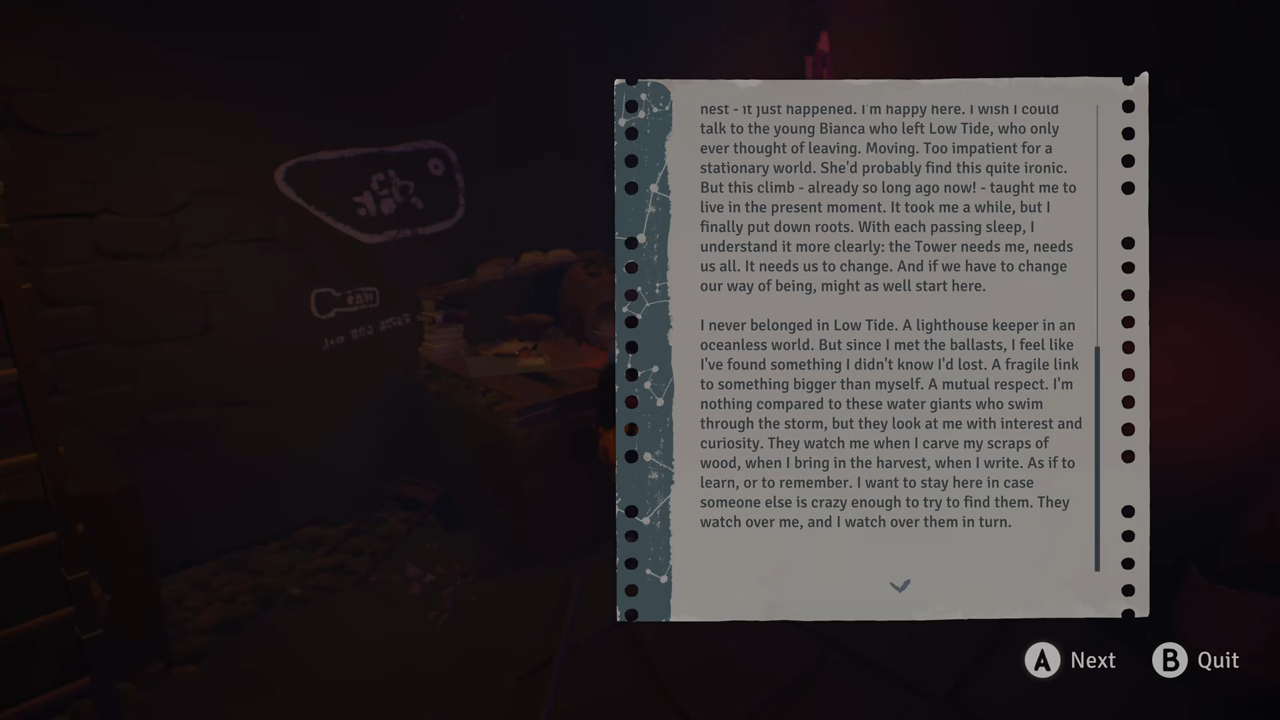 nest - it just happened. I'm happy here. I wish I could
talk to the young Bianca who left Low Tide, who only
ever thought of leaving. Moving. Too impatient for a
stationary world. She'd probably find this quite ironic.
But this climb - already so long ago now! - taught me to
live in the present moment. It took me a while, but I
finally put down roots. With each passing sleep, I
understand it more clearly: the Tower needs me, needs
us all. It needs us to change. And if we have to change
our way of being, might as well start here.
I never belonged in Low Tide. A lighthouse keeper in an
oceanless world. But since I met the ballasts, I feel like
I've found something I didn't know I'd lost. A fragile link
to something bigger than myself. A mutual respect. I'm
nothing compared to these water giants who swim
through the storm, but they look at me with interest and
curiosity. They watch me when I carve my scraps of
wood, when I bring in the harvest, when I write. As if to
learn, or to remember. I want to stay here in case
someone else is crazy enough to try to find them. They
watch over me, and I watch over them in turn.
A Next B Quit